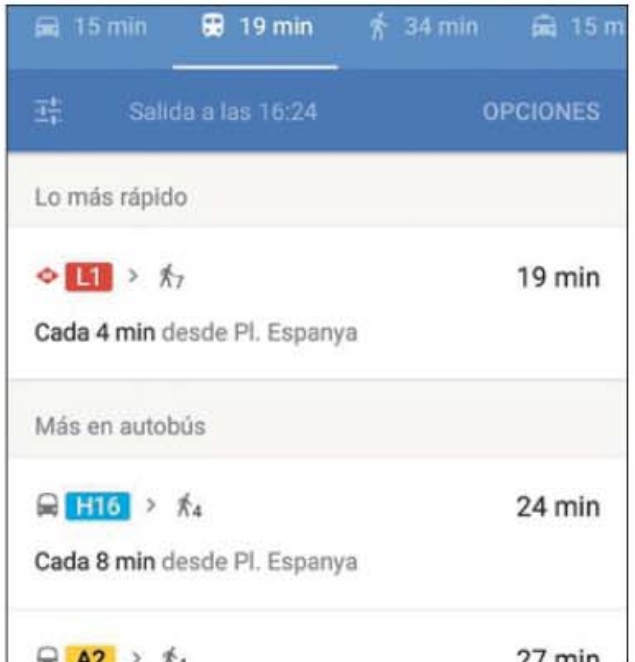 15 min 19 min 34 min 15 m
Salida a las 16:24 OPCIONES
Lo más rápido
L1 > 7 19 min
Cada 4 min desde Pl. Espanya
Más en autobús
H16 > 4 24 min
Cada 8 min desde Pl. Espanya
A2 > 27 min